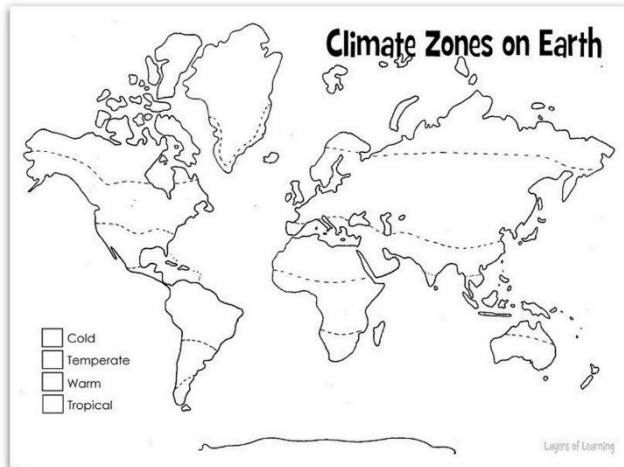 Climate Zones on Earth
Cold
Temperate
Warm
Tropical
Layers of Learning